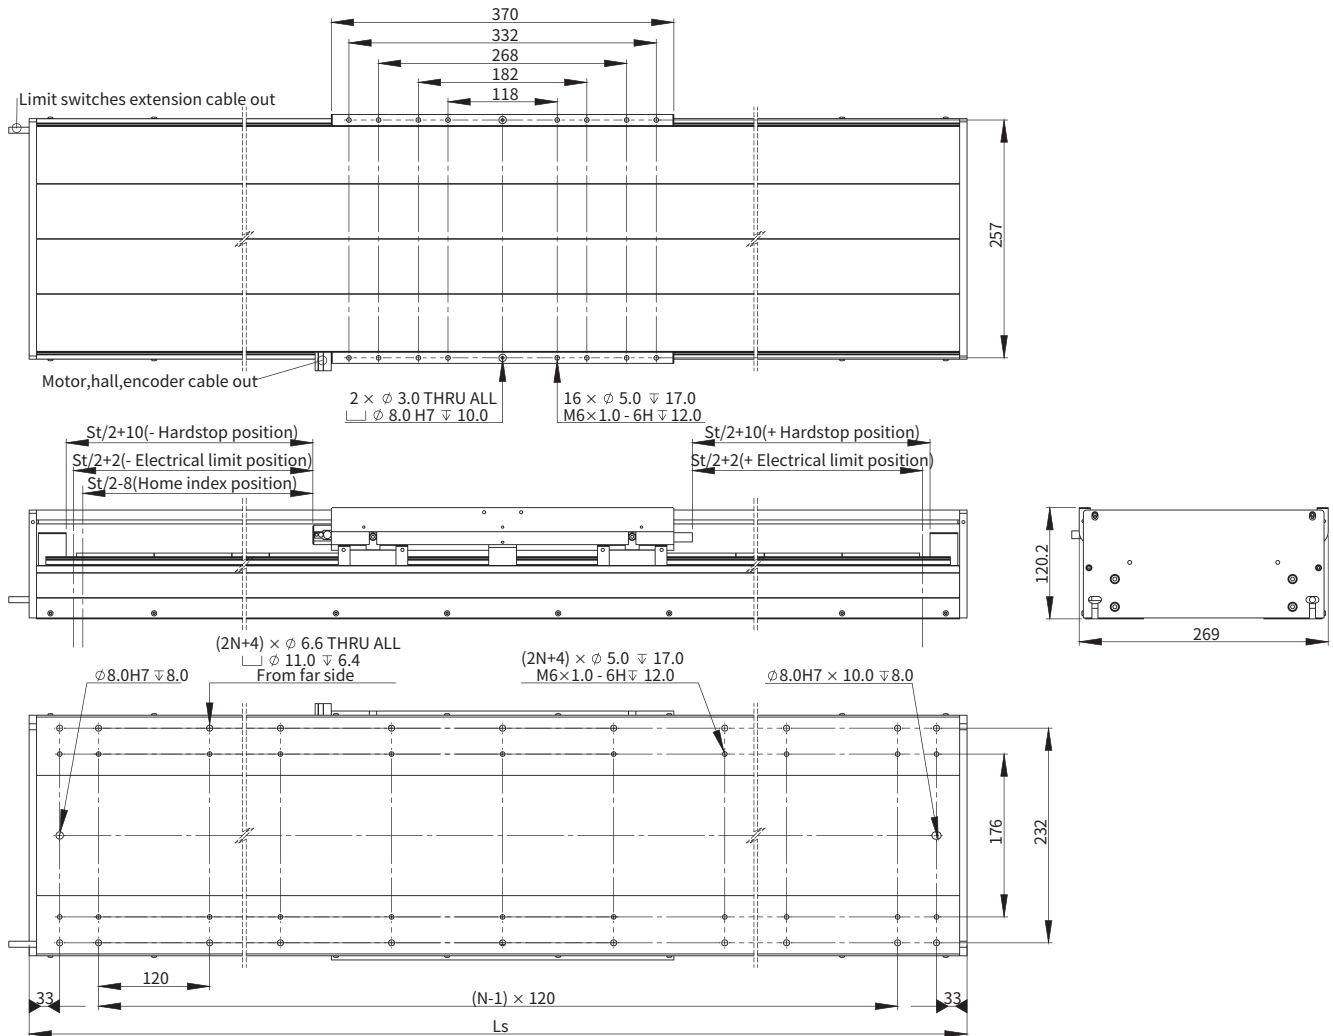 370
332
268
182
118
Limit switches extension cable out
257
Motor,hall,encoder cable out
2 × ⌀ 3.0 THRU ALL
⌴ ⌀ 8.0 H7 ↧ 10.0
16 × ⌀ 5.0 ↧ 17.0
M6×1.0 - 6H ↧ 12.0
St/2+10(- Hardstop position)
St/2+10(+ Hardstop position)
St/2+2(- Electrical limit position)
St/2+2(+ Electrical limit position)
St/2-8(Home index position)
120.2
269
(2N+4) × ⌀ 6.6 THRU ALL
⌴ ⌀ 11.0 ↧ 6.4
From far side
(2N+4) × ⌀ 5.0 ↧ 17.0
M6×1.0 - 6H↧ 12.0
⌀8.0H7 ↧8.0
⌀8.0H7 × 10.0 ↧8.0
176
232
120
33
(N-1) × 120
33
Ls